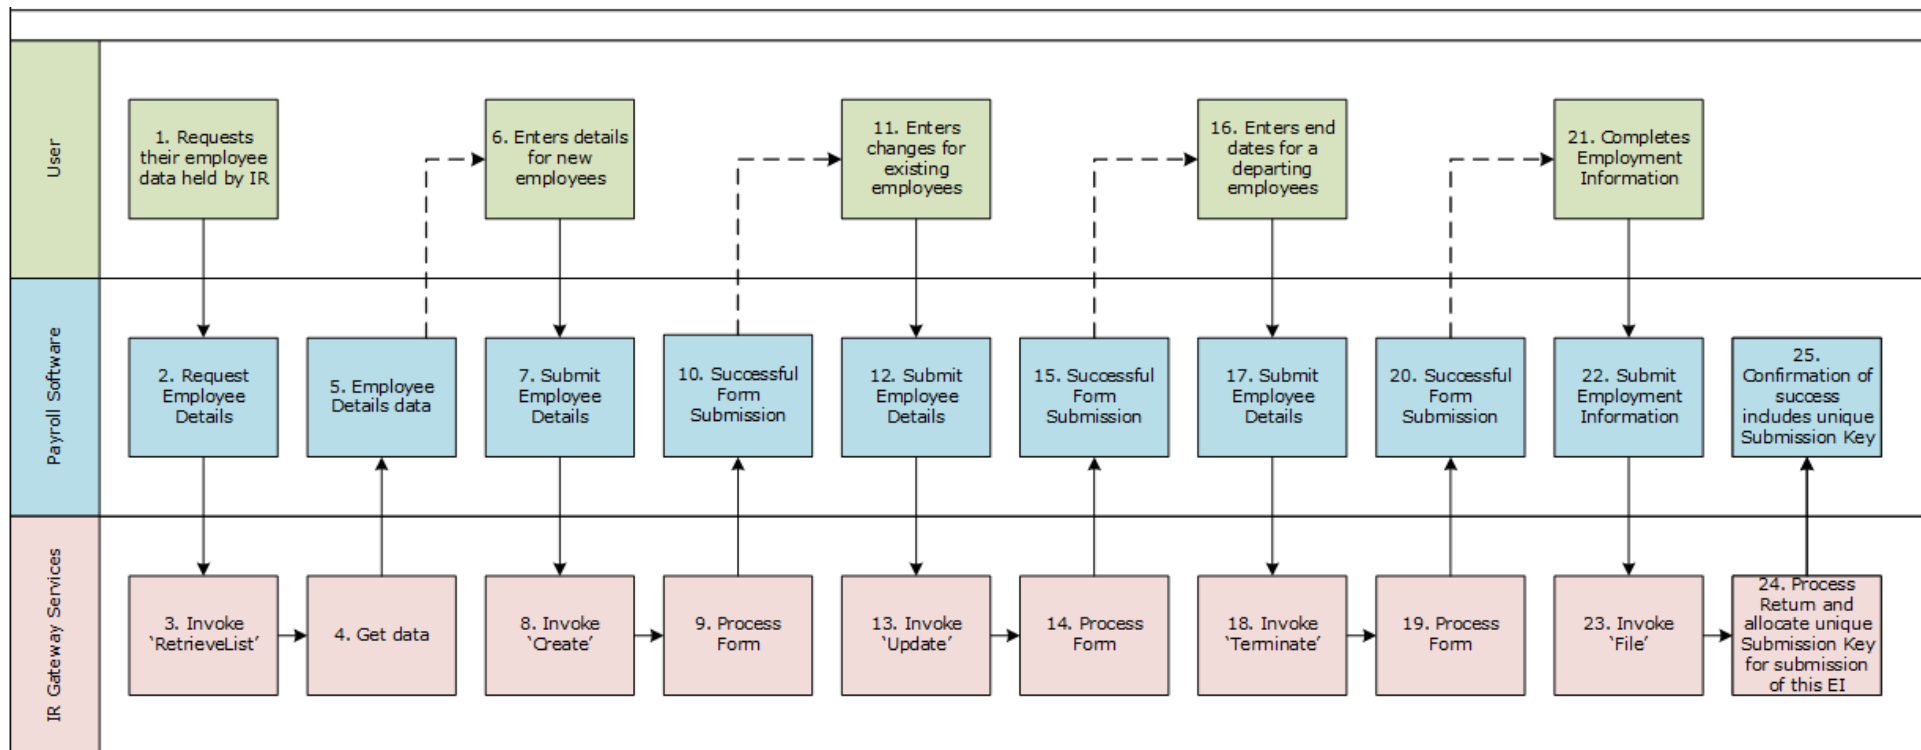 User
1. Requests
their employee
data held by IR
6. Enters details
for new
employees
11. Enters
changes for
existing
employees
16. Enters end
dates for a
departing
employees
21. Completes
Employment
Information
Payroll Software
2. Request
Employee
Details
5. Employee
Details data
7. Submit
Employee
Details
10. Successful
Form
Submission
12. Submit
Employee
Details
15. Successful
Form
Submission
17. Submit
Employee
Details
20. Successful
Form
Submission
22. Submit
Employment
Information
25.
Confirmation of
success
includes unique
Submission Key
IR Gateway Services
3. Invoke
‘RetrieveList’
4. Get data
8. Invoke
‘Create’
9. Process
Form
13. Invoke
‘Update’
14. Process
Form
18. Invoke
‘Terminate’
19. Process
Form
23. Invoke
‘File’
24. Process
Return and
allocate unique
Submission Key
for submission
of this EI